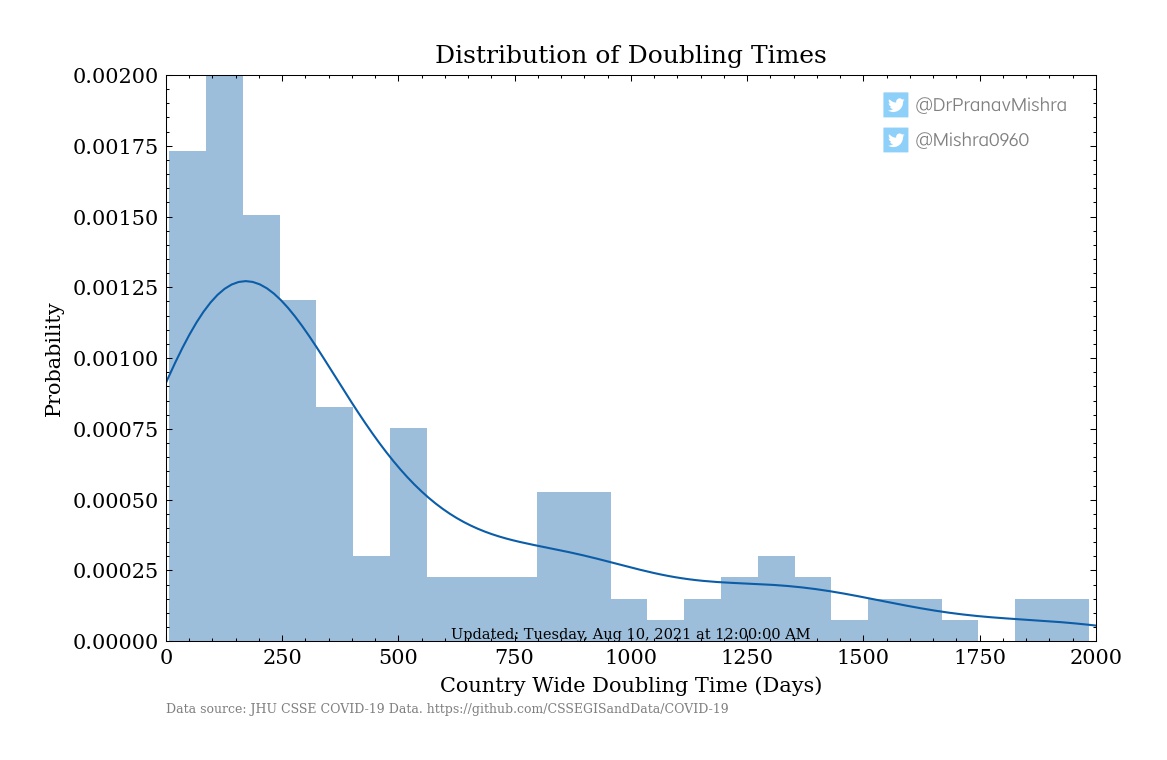 Distribution of Doubling Times
@DrPranavMishra
@Mishra0960
0.00200
0.00175
0.00150
0.00125
0.00100
0.00075
0.00050
0.00025
0.00000
Probability
Updated: Tuesday, Aug 10, 2021 at 12:00:00 AM
0 250 500 750 1000 1250 1500 1750 2000
Country Wide Doubling Time (Days)
Data source: JHU CSSE COVID-19 Data. https://github.com/CSSEGISandData/COVID-19